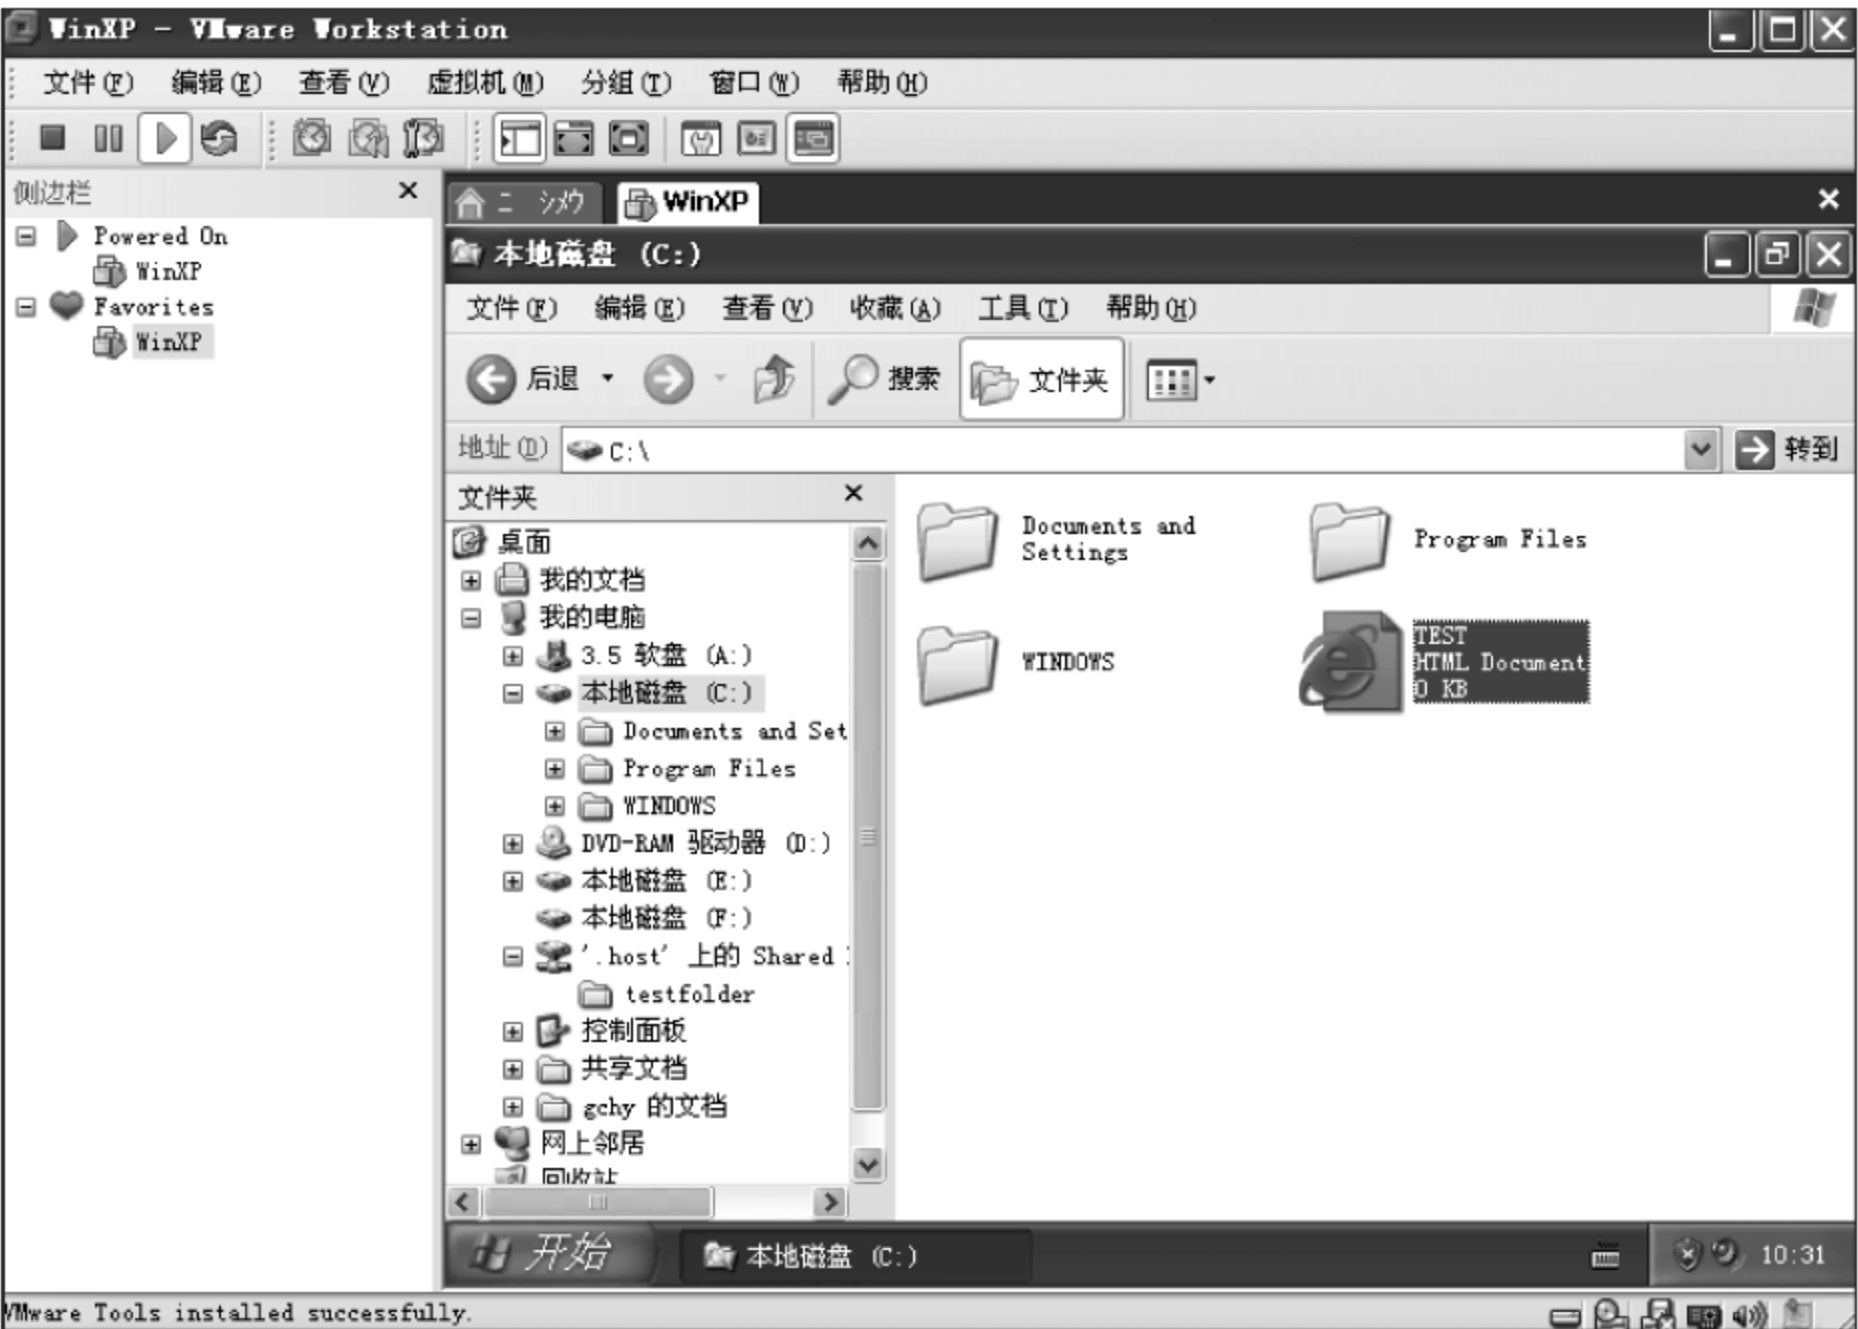 WinXP - VMware Workstation
文件(F) 编辑(E) 查看(V) 虚拟机(M) 分组(T) 窗口(W) 帮助(H)
侧边栏
Powered On
WinXP
Favorites
WinXP
WinXP
本地磁盘 (C:)
文件(F) 编辑(E) 查看(V) 收藏(A) 工具(T) 帮助(H)
后退 搜索 文件夹
地址(D) C:\ 转到
文件夹
桌面
我的文档
我的电脑
3.5 软盘 (A:)
本地磁盘 (C:)
Documents and Set
Program Files
WINDOWS
DVD-RAM 驱动器 (D:)
本地磁盘 (E:)
本地磁盘 (F:)
'.host' 上的 Shared
testfolder
控制面板
共享文档
gchy 的文档
网上邻居
回收站
Documents and
Settings
Program Files
WINDOWS
TEST
HTML Document
0 KB
开始 本地磁盘 (C:) 10:31
VMware Tools installed successfully.